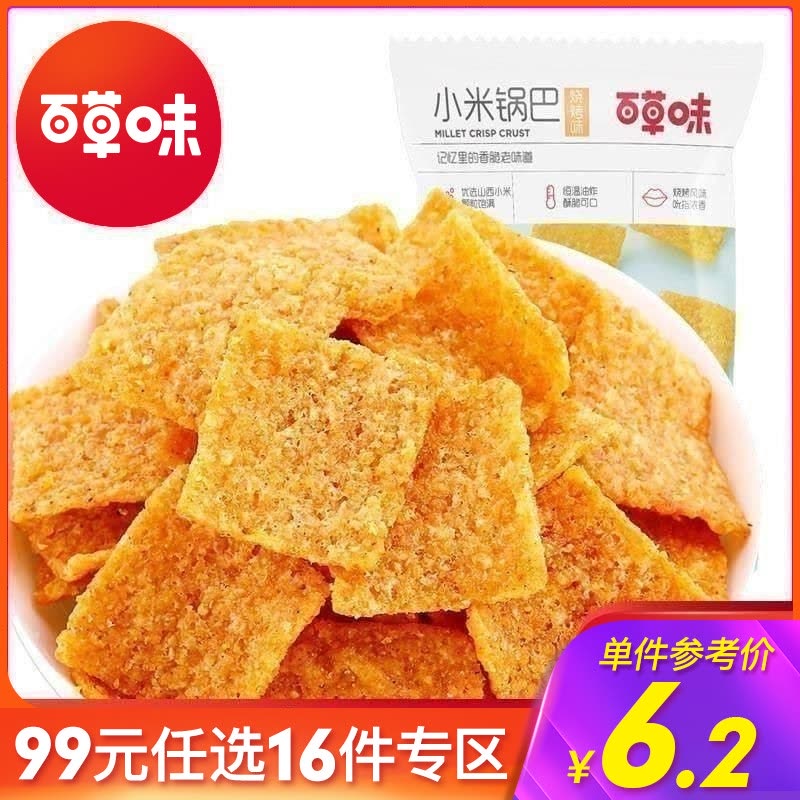 百草味
小米锅巴
烧烤味
百草味
MILLET CRISP CRUST
记忆里的香脆老味道
优选山西小米
颗粒饱满
恒温油炸
酥脆可口
烧烤风味
吮指浓香
单件参考价
¥6.2
99元任选16件专区